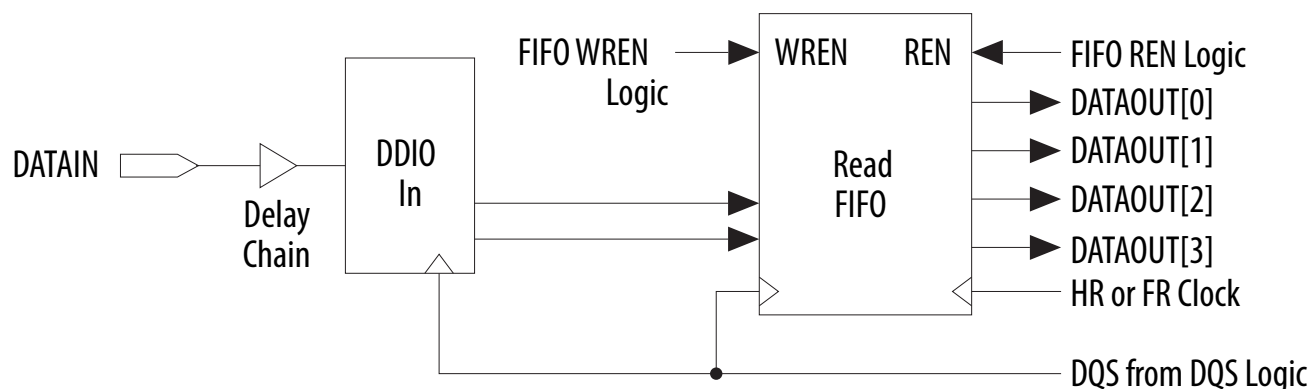 FIFO WREN
Logic
WREN
REN
FIFO REN Logic
DATAOUT[0]
DATAOUT[1]
DATAOUT[2]
DATAOUT[3]
HR or FR Clock
DQS from DQS Logic
DATAIN
Delay
Chain
DDIO
In
Read
FIFO